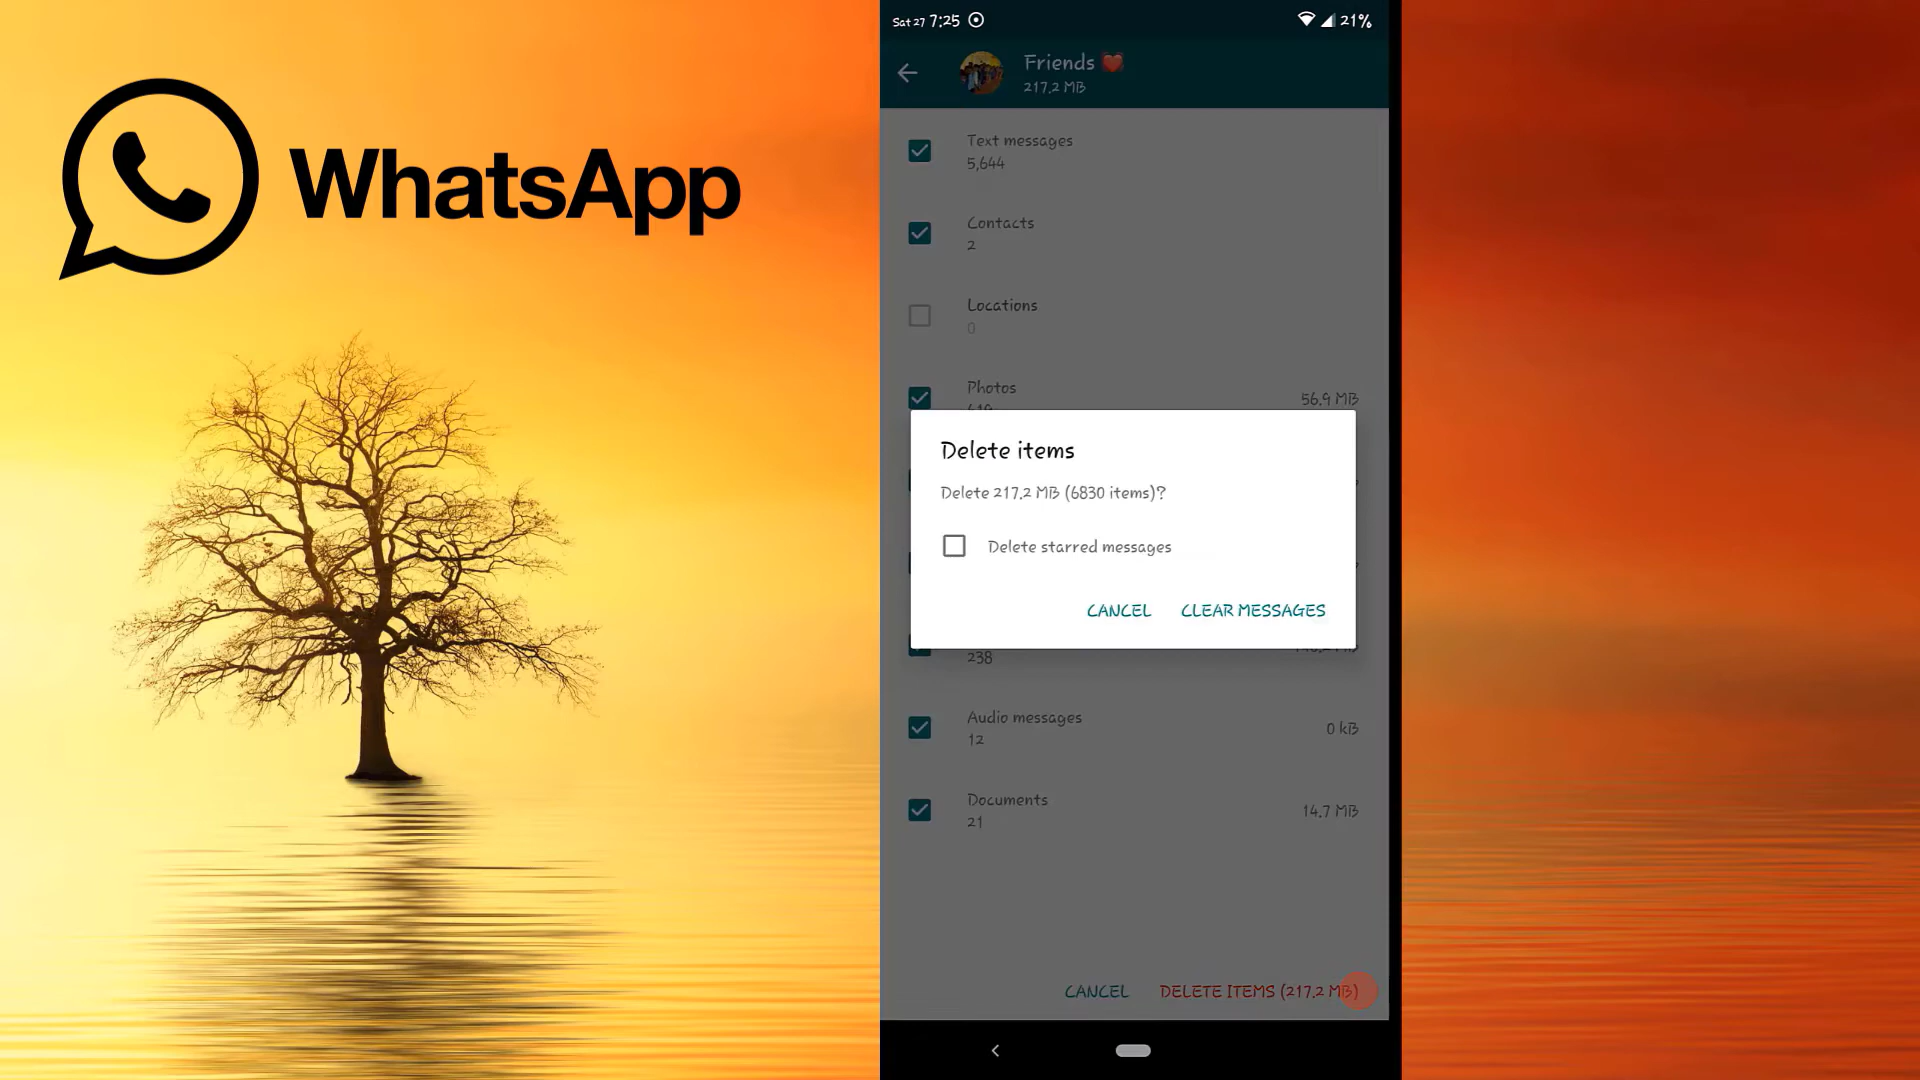 WhatsApp
Sat 27 7:25
21%
Friends
217.2 MB
Text messages
5,644
Contacts
2
Locations
0
Photos
56.9 MB
Delete items
Delete 217.2 MB (6830 items)?
Delete starred messages
CANCEL CLEAR MESSAGES
238
Audio messages
12
0 kB
Documents
21
14.7 MB
CANCEL DELETE ITEMS (217.2 MB)